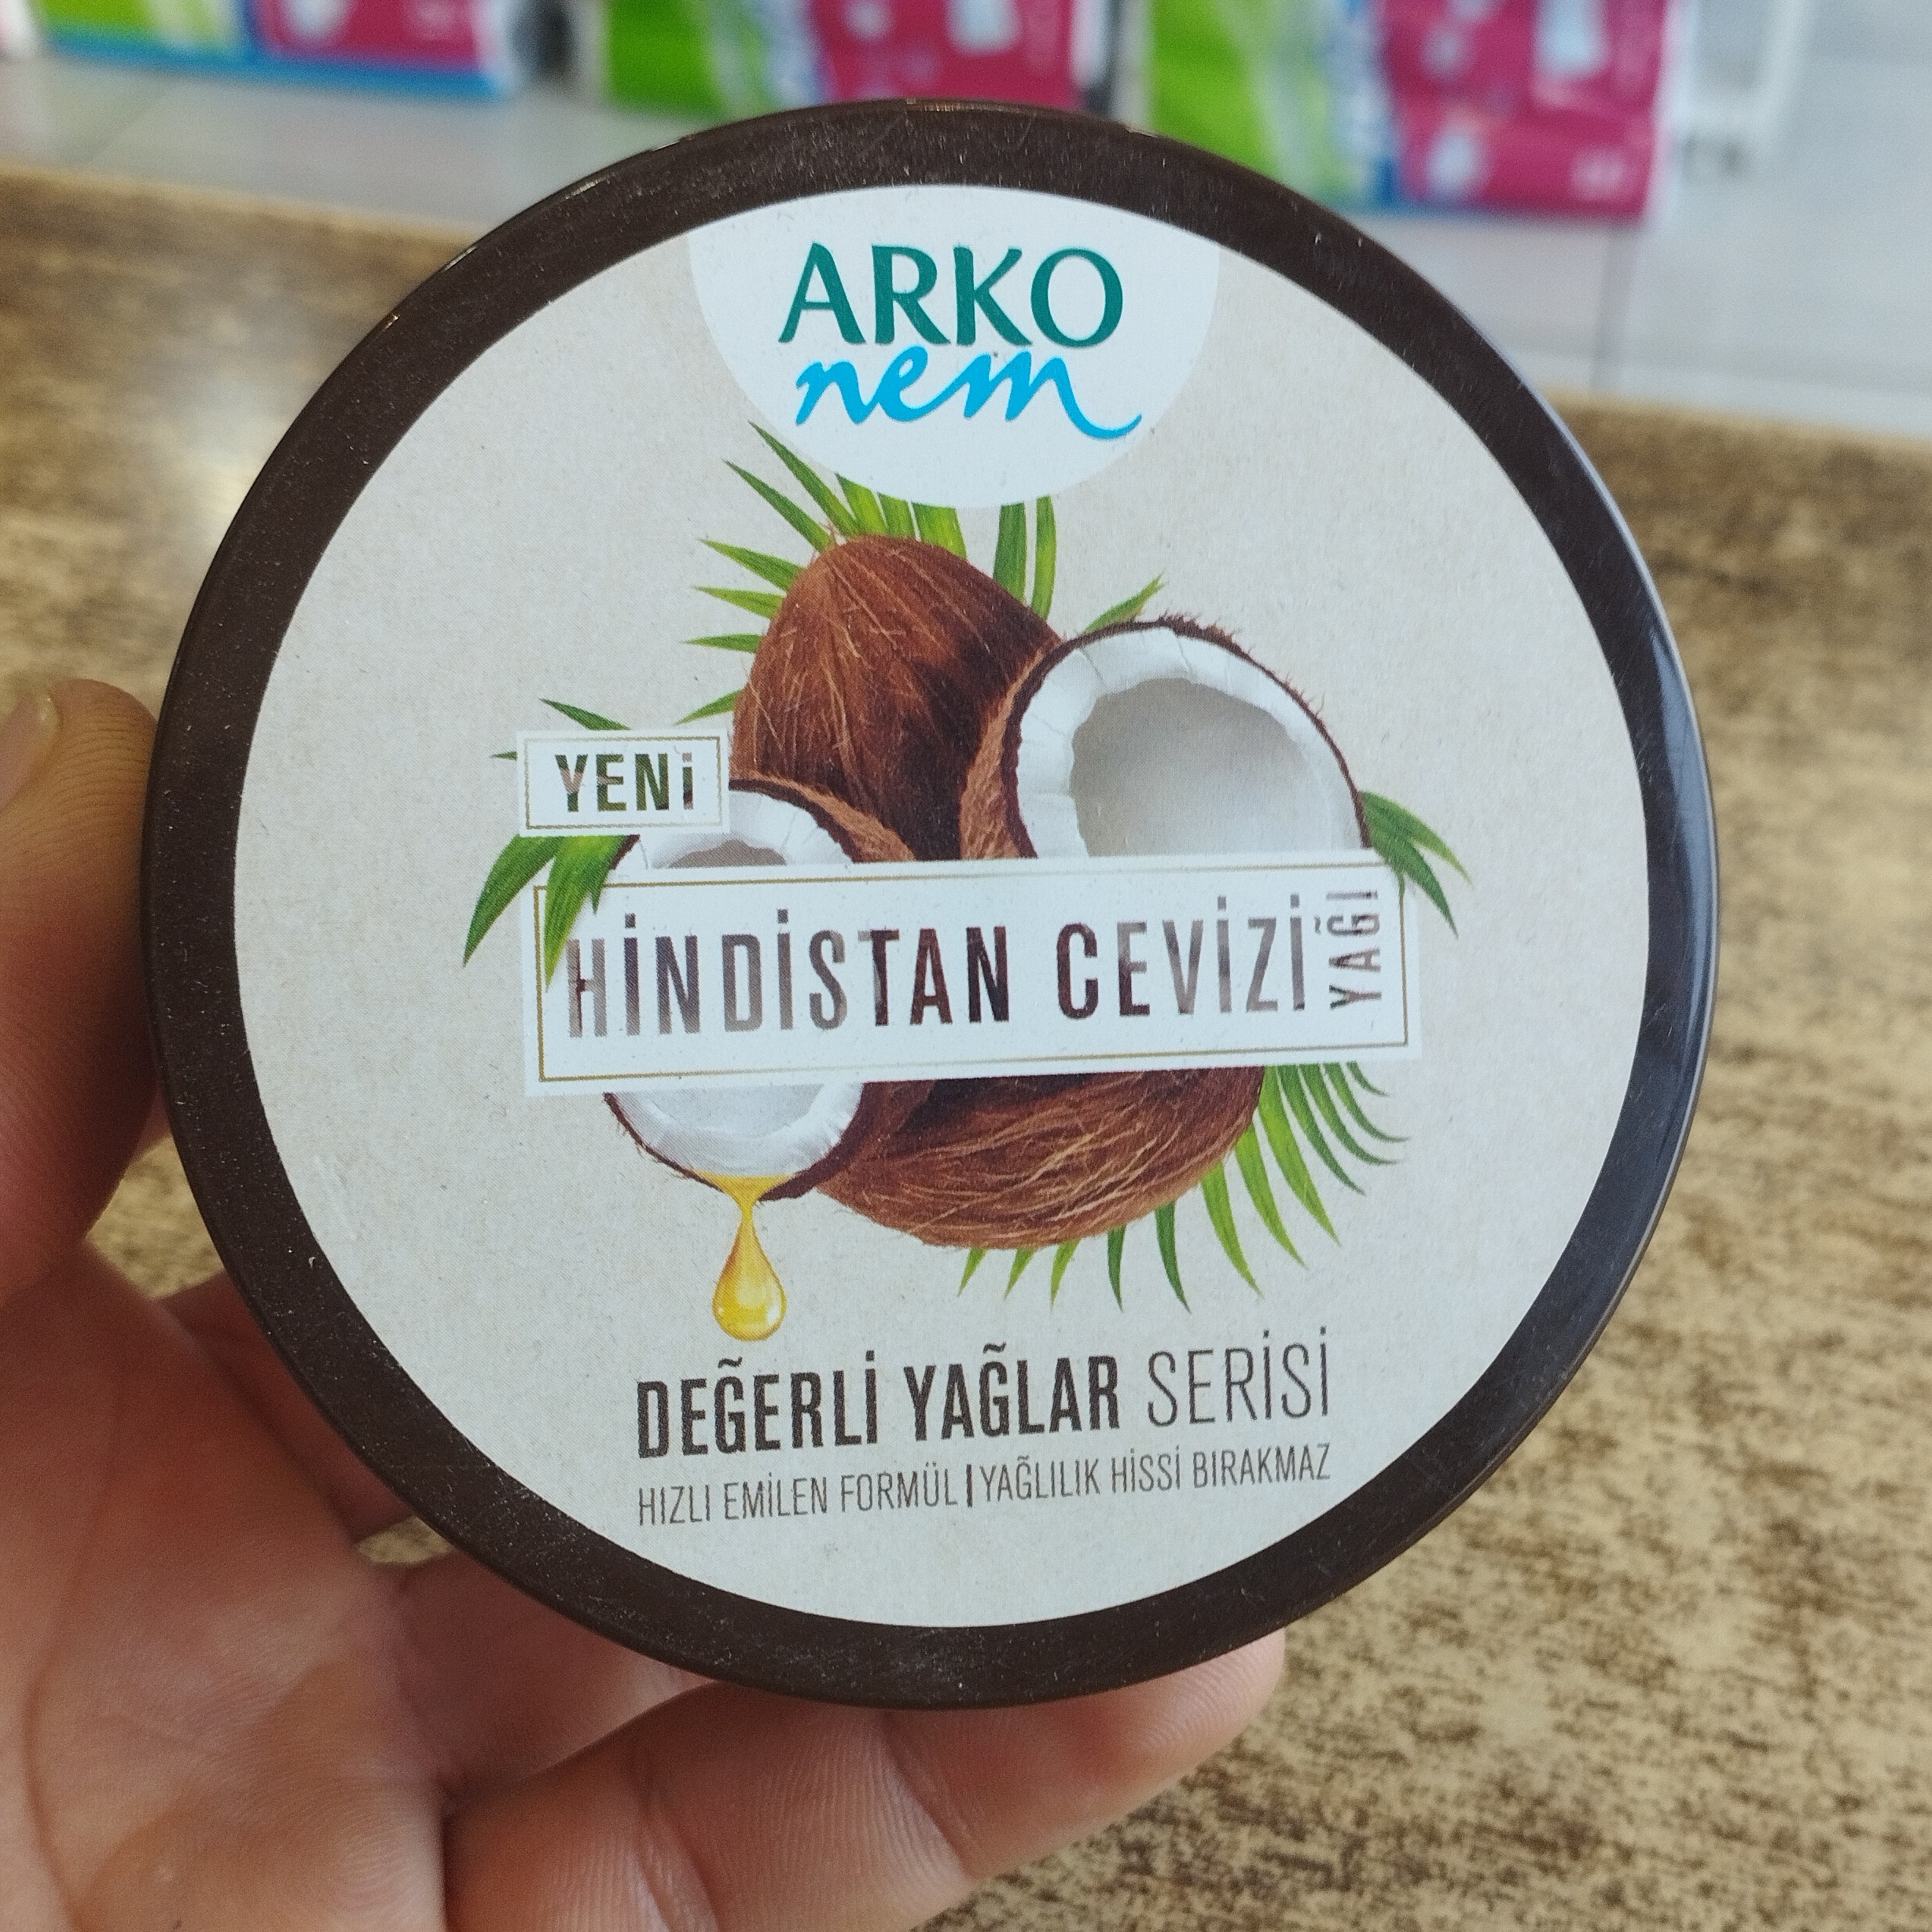 ARKO
nem
YENİ
HİNDİSTAN CEVİZİ
YAĞI
DEĞERLİ YAĞLAR SERİSİ
HIZLI EMİLEN FORMÜL | YAĞLILIK HİSSİ BIRAKMAZ